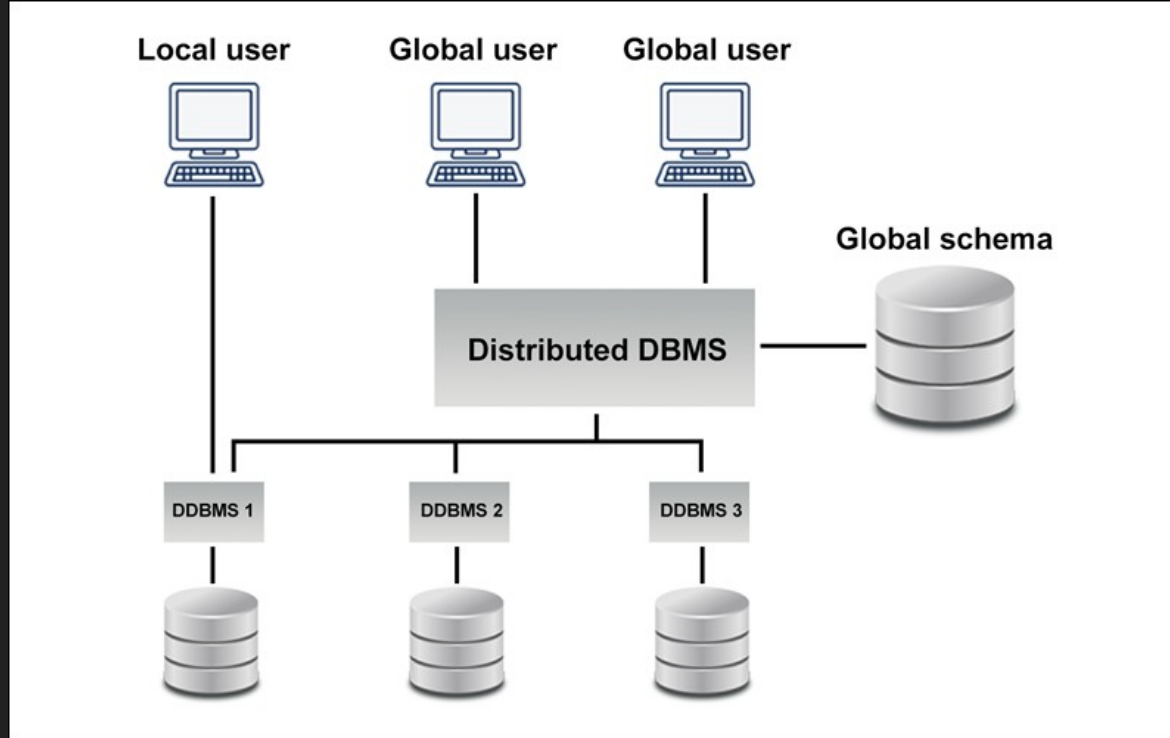 Local user
Global user
Global user
Global schema
Distributed DBMS
DDBMS 1
DDBMS 2
DDBMS 3